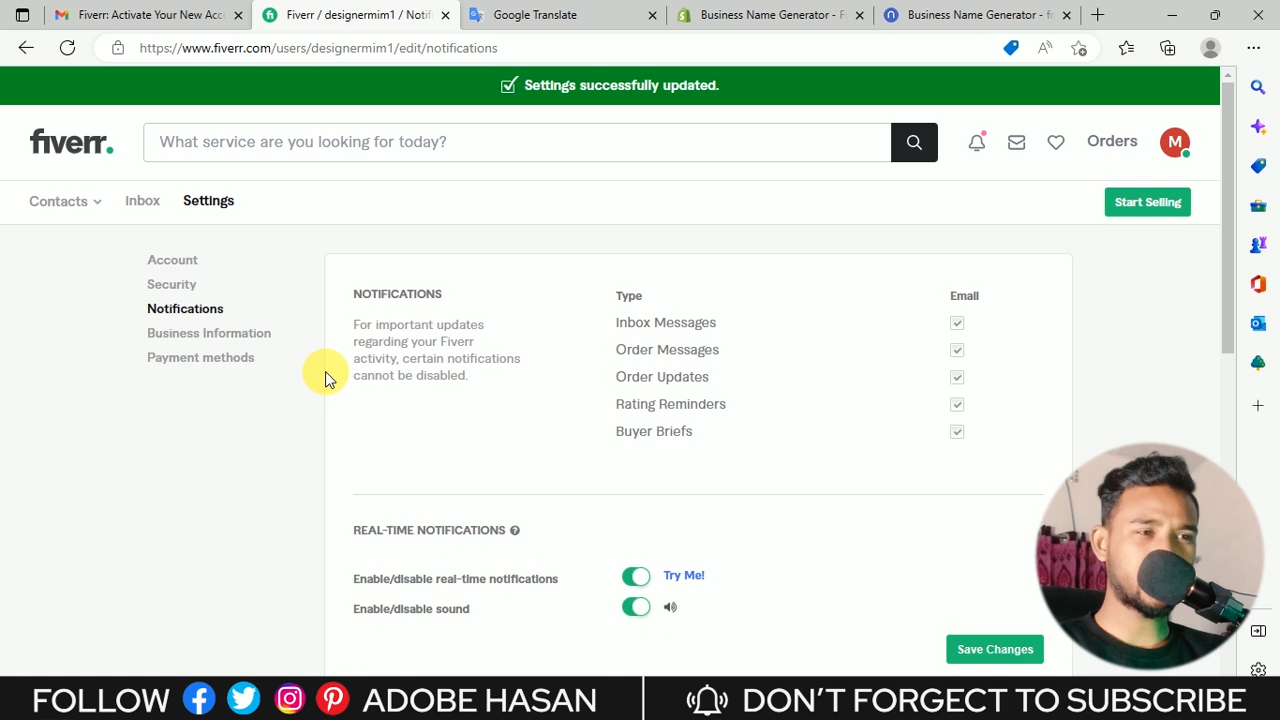 Fiverr: Activate Your New Acc
Fiverr / designermim1 / Notif
Google Translate
Business Name Generator - F
Business Name Generator - fr
https://www.fiverr.com/users/designermim1/edit/notifications
Settings successfully updated.
fiverr.
What service are you looking for today?
Orders
M
Contacts
Inbox
Settings
Start Selling
Account
Security
Notifications
Business Information
Payment methods
NOTIFICATIONS
For important updates
regarding your Fiverr
activity, certain notifications
cannot be disabled.
Type
Email
Inbox Messages
Order Messages
Order Updates
Rating Reminders
Buyer Briefs
REAL-TIME NOTIFICATIONS
Enable/disable real-time notifications
Try Me!
Enable/disable sound
Save Changes
FOLLOW ADOBE HASAN
DON'T FORGECT TO SUBSCRIBE